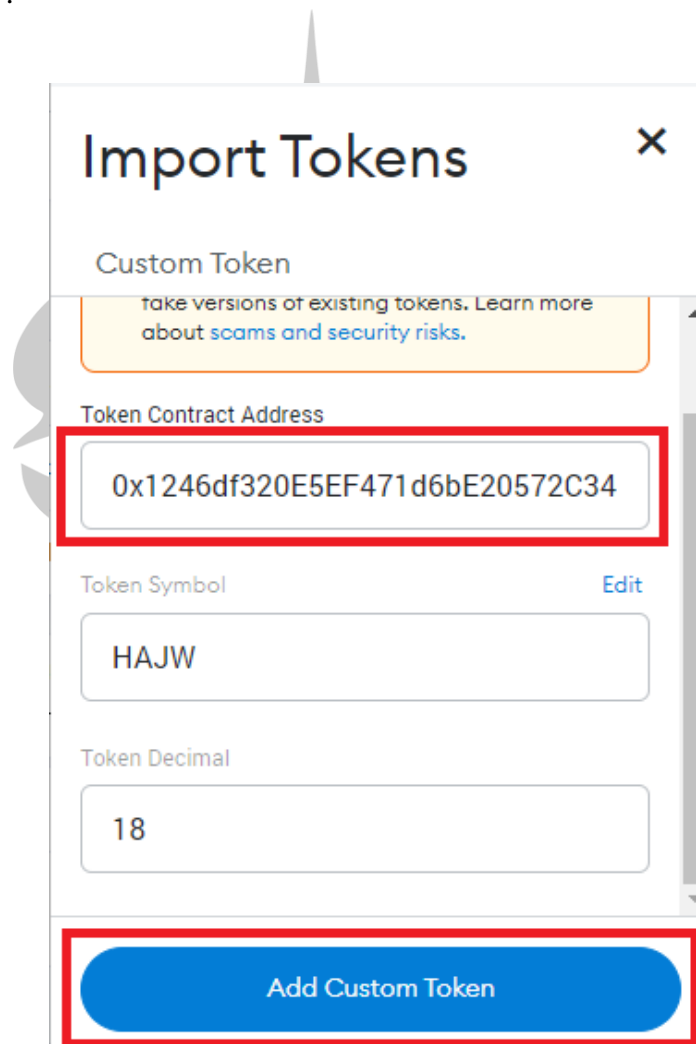 Import Tokens
Custom Token
fake versions of existing tokens. Learn more
about scams and security risks.
Token Contract Address
0x1246df320E5EF471d6bE20572C34
Token Symbol Edit
HAJW
Token Decimal
18
Add Custom Token